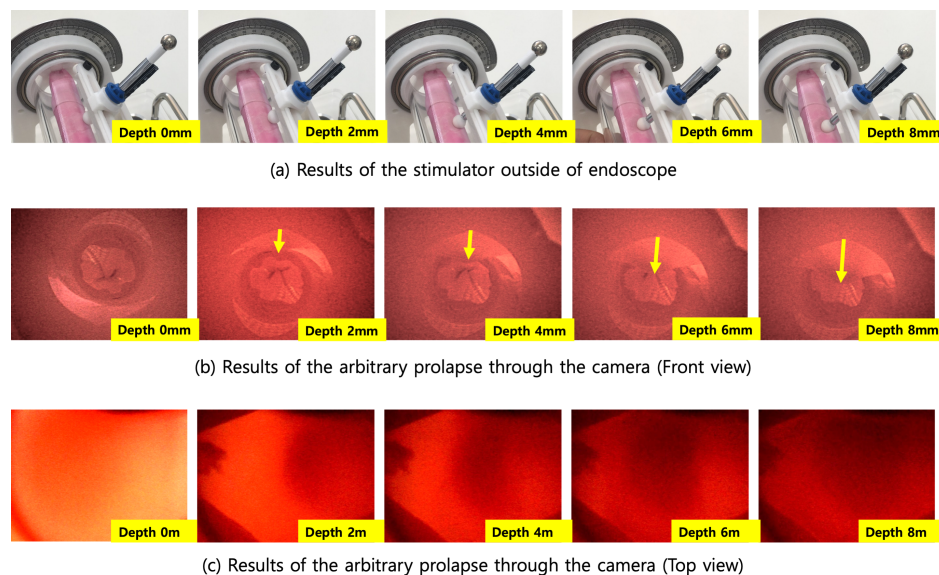 Depth 0mm Depth 2mm Depth 4mm Depth 6mm Depth 8mm
(a) Results of the stimulator outside of endoscope
Depth 0mm Depth 2mm Depth 4mm Depth 6mm Depth 8mm
(b) Results of the arbitrary prolapse through the camera (Front view)
Depth 0m Depth 2m Depth 4m Depth 6m Depth 8m
(c) Results of the arbitrary prolapse through the camera (Top view)